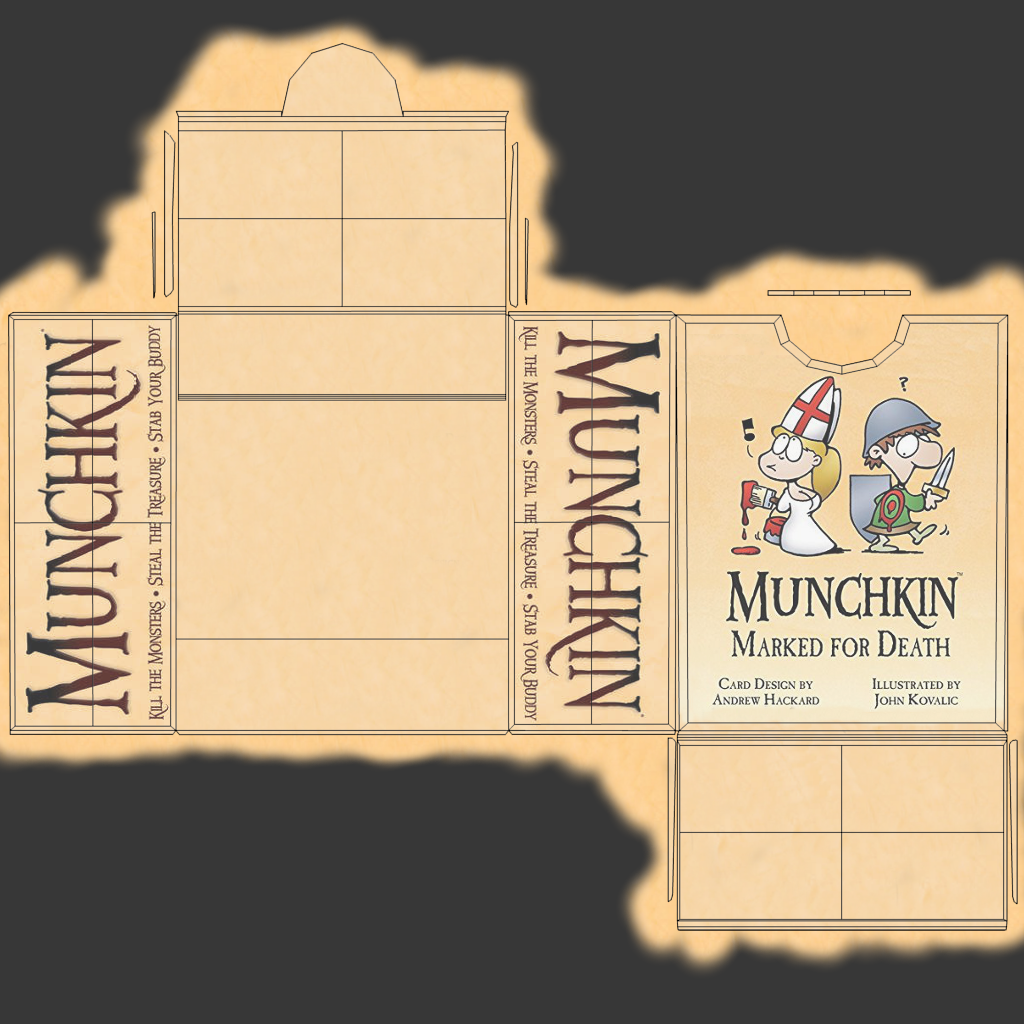 MUNCHKIN®
KILL THE MONSTERS • STEAL THE TREASURE • STAB YOUR BUDDY
KILL THE MONSTERS • STEAL THE TREASURE • STAB YOUR BUDDY
MUNCHKIN®
!
?
MUNCHKIN™
MARKED FOR DEATH
CARD DESIGN BY
ANDREW HACKARD
ILLUSTRATED BY
JOHN KOVALIC